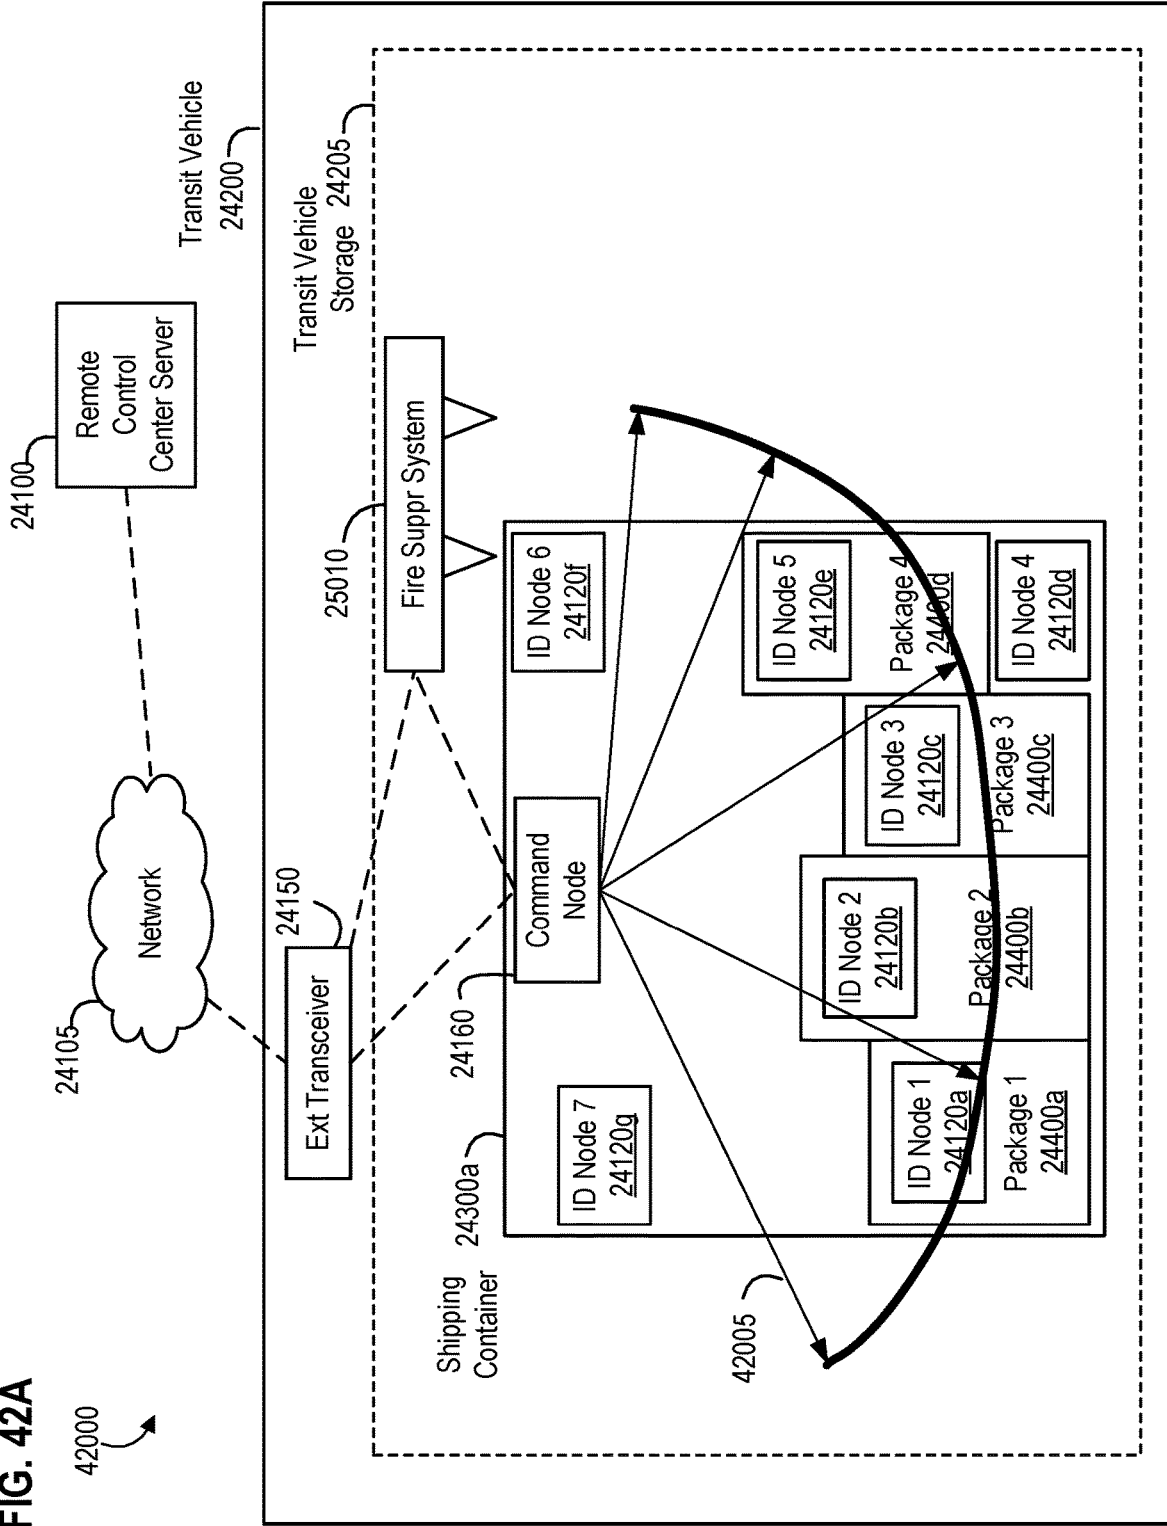 FIG. 42A
42000
24105
Network
24100
Remote
Control
Center Server
Transit Vehicle
24200
24150
Ext Transceiver
Transit Vehicle
Storage 24205
25010
Fire Suppr System
Shipping
Container
24300a
24160
Command
Node
ID Node 7
24120g
ID Node 6
24120f
42005
ID Node 1
24120a
Package 1
24400a
ID Node 2
24120b
Package 2
24400b
ID Node 3
24120c
Package 3
24400c
ID Node 5
24120e
Package 4
24400d
ID Node 4
24120d